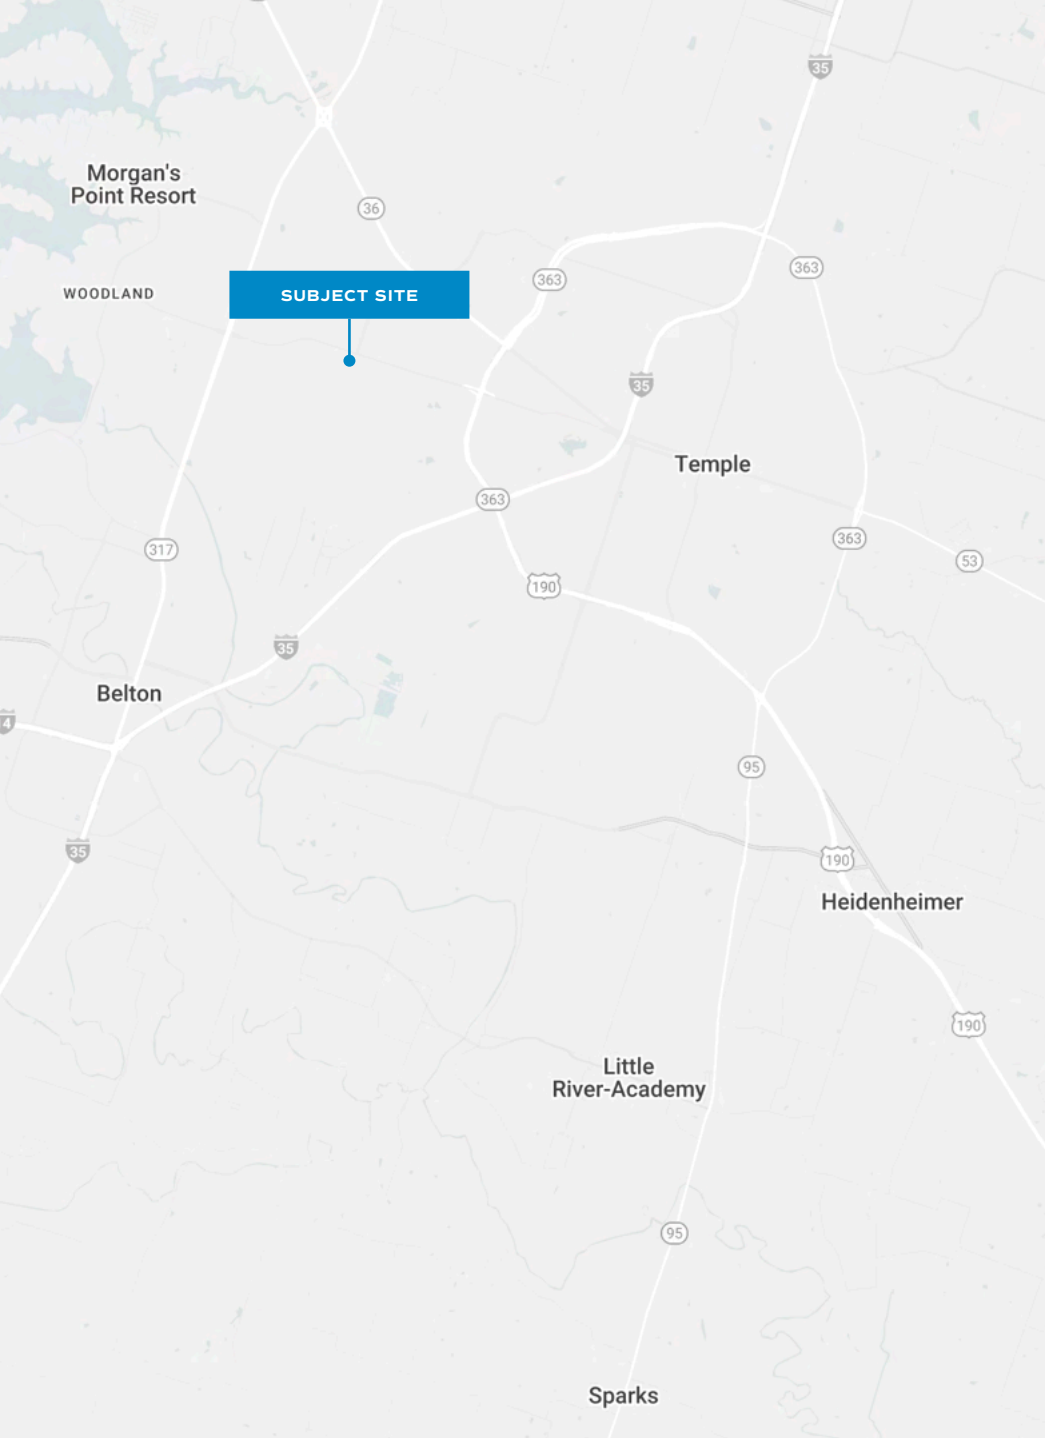 35
Morgan's
Point Resort
36
363
363
WOODLAND
SUBJECT SITE
35
Temple
363
317
363
53
190
35
Belton
4
95
35
190
Heidenheimer
190
Little
River-Academy
95
Sparks